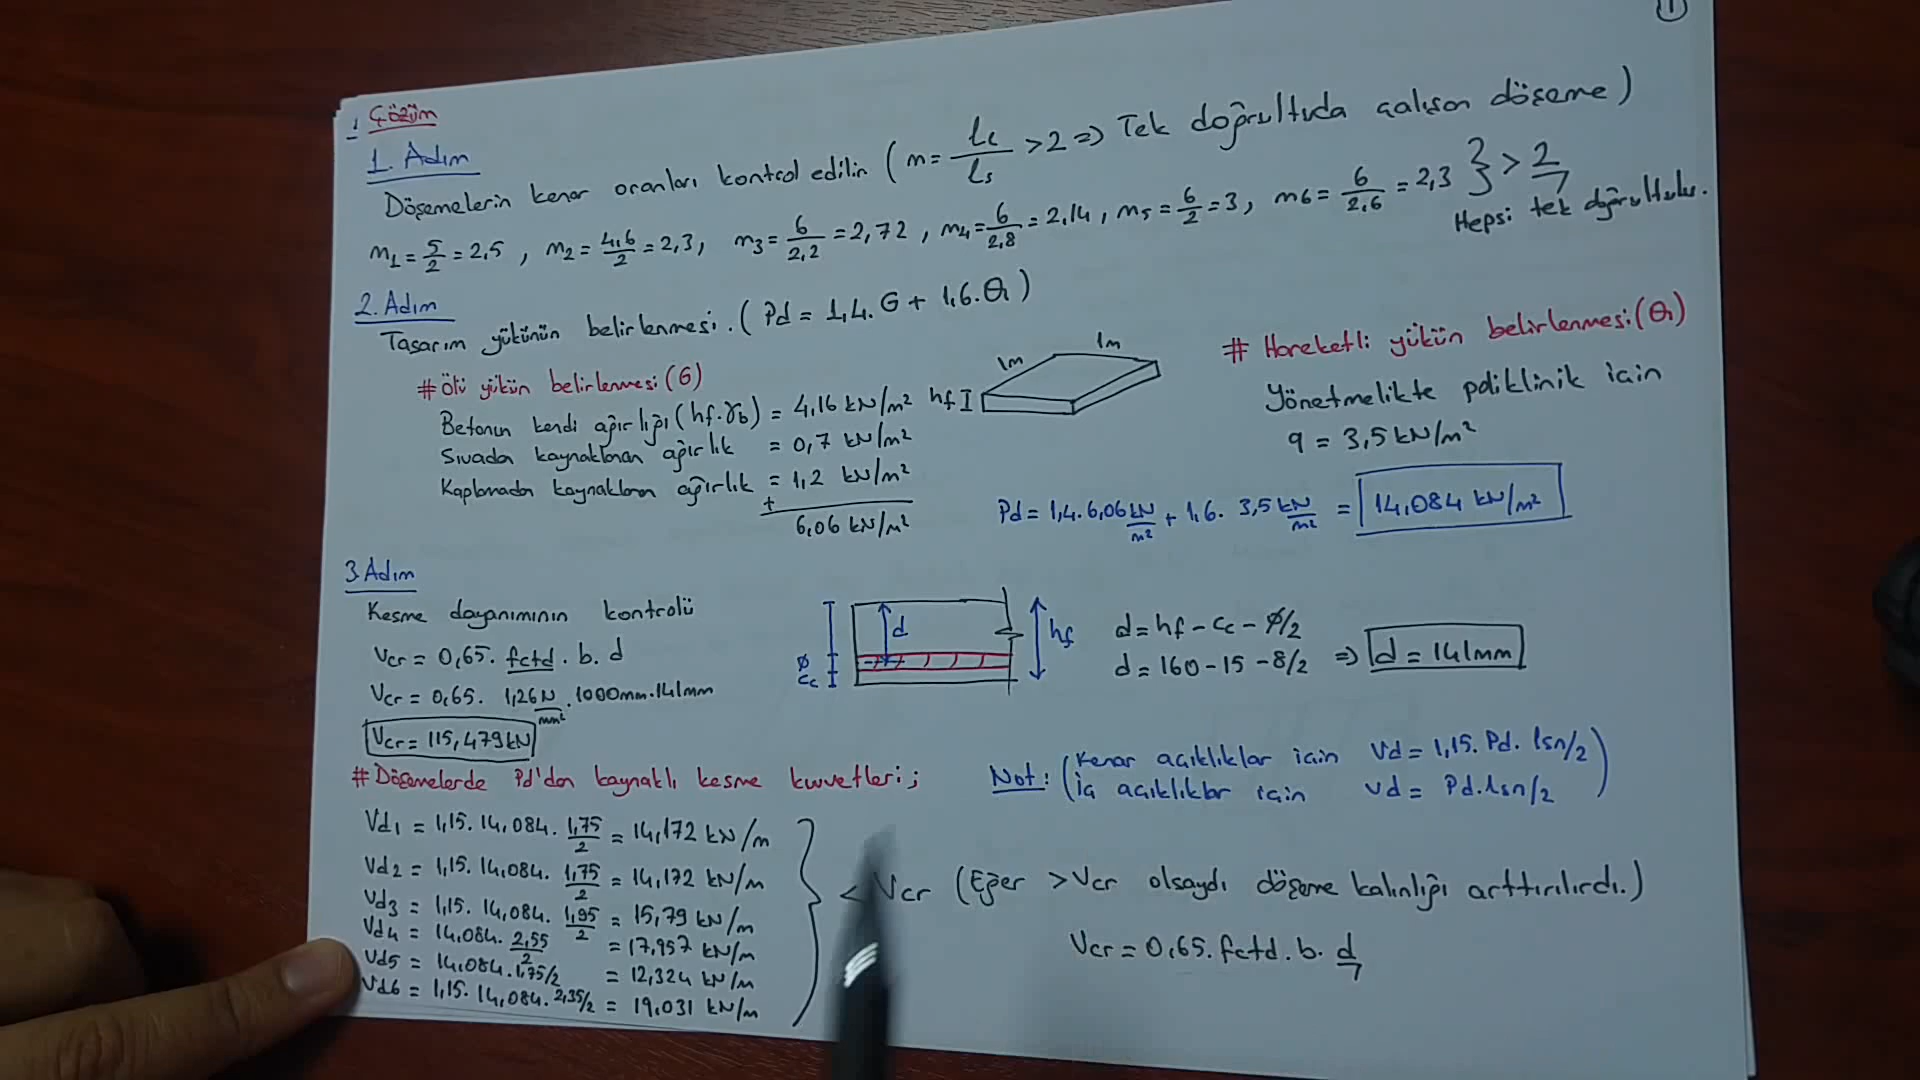 1
Çözüm
1. Adım
Döşemelerin kenar oranları kontrol edilir (m = lL/ls > 2 => Tek doğrultuda çalışan döşeme)
m1 = 5/2 = 2,5 , m2 = 4,6/2 = 2,3, m3 = 6/2,2 = 2,72 , m4 = 6/2,8 = 2,14, m5 = 6/2 = 3, m6 = 6/2,6 = 2,3 } > 2
Hepsi tek doğrultulu.
2. Adım
Tasarım yükünün belirlenmesi. (Pd = 1,4.G + 1,6.Q)
# Ölü yükün belirlenmesi (G)
Betonun kendi ağırlığı (hf.γb) = 4,16 kN/m²
Sıvadan kaynaklanan ağırlık = 0,7 kN/m²
Kaplamadan kaynaklanan ağırlık = 1,2 kN/m²
+
6,06 kN/m²
1m 1m
hf
# Hareketli yükün belirlenmesi (Q)
Yönetmelikte poliklinik için
q = 3,5 kN/m²
Pd = 1,4. 6,06 kN/m² + 1,6. 3,5 kN/m² = 14,084 kN/m²
3. Adım
Kesme dayanımının kontrolü
Vcr = 0,65. fctd. b. d
Vcr = 0,65. 1,26 N/mm² . 1000mm. 141mm
Vcr = 115,479 kN
d
hf
φ
cc
d = hf - cc - φ/2
d = 160 - 15 - 8/2 => d = 141mm
# Döşemelerde Pd'den kaynaklı kesme kuvvetleri;
Not: (Kenar açıklıklar için Vd = 1,15. Pd. lsn/2
İç açıklıklar için Vd = Pd. lsn/2)
Vd1 = 1,15. 14,084. 1,75/2 = 14,172 kN/m
Vd2 = 1,15. 14,084. 1,75/2 = 14,172 kN/m
Vd3 = 1,15. 14,084. 1,95/2 = 15,79 kN/m
Vd4 = 14,084. 2,55/2 = 17,957 kN/m
Vd5 = 14,084. 1,75/2 = 12,324 kN/m
Vd6 = 1,15. 14,084. 2,35/2 = 19,031 kN/m
} < Vcr (Eğer > Vcr olsaydı döşeme kalınlığı arttırılırdı.)
Vcr = 0,65. fctd. b. d